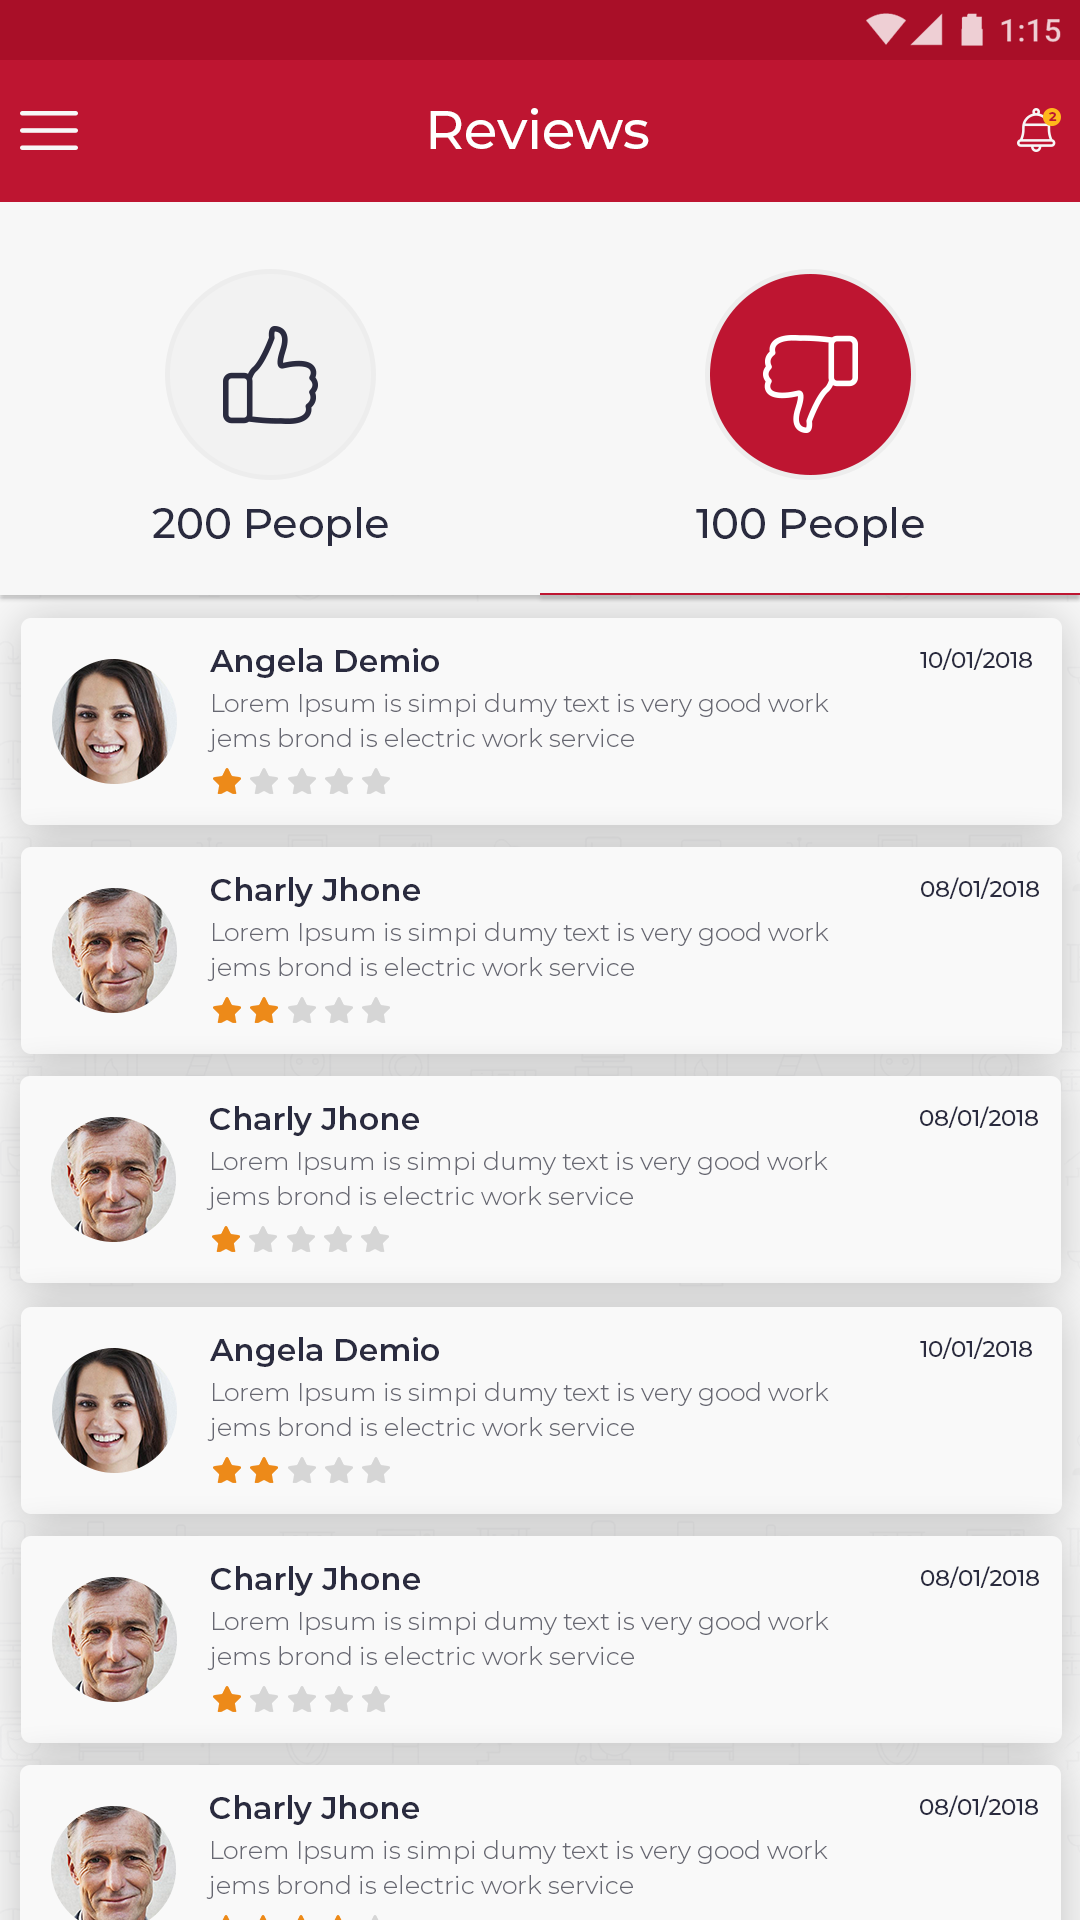 1:15
Reviews
2
200 People
100 People
Angela Demio
10/01/2018
Lorem Ipsum is simpi dumy text is very good work
jems brond is electric work service
Charly Jhone
08/01/2018
Lorem Ipsum is simpi dumy text is very good work
jems brond is electric work service
Charly Jhone
08/01/2018
Lorem Ipsum is simpi dumy text is very good work
jems brond is electric work service
Angela Demio
10/01/2018
Lorem Ipsum is simpi dumy text is very good work
jems brond is electric work service
Charly Jhone
08/01/2018
Lorem Ipsum is simpi dumy text is very good work
jems brond is electric work service
Charly Jhone
08/01/2018
Lorem Ipsum is simpi dumy text is very good work
jems brond is electric work service